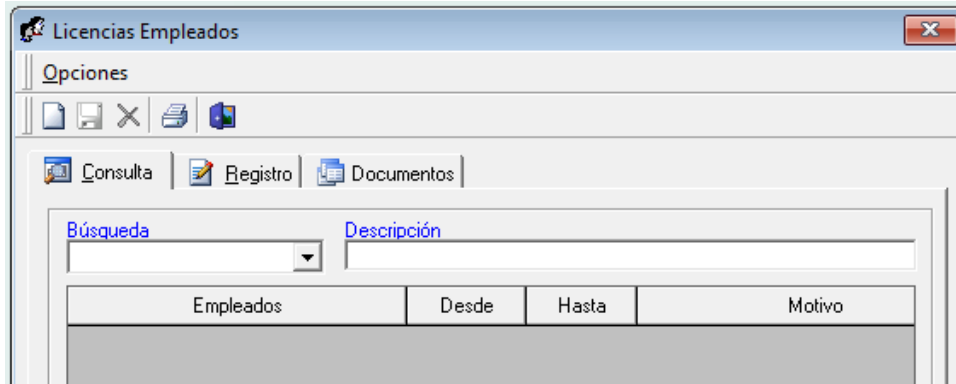 Licencias Empleados
Opciones
Consulta Registro Documentos
Búsqueda Descripción
Empleados Desde Hasta Motivo